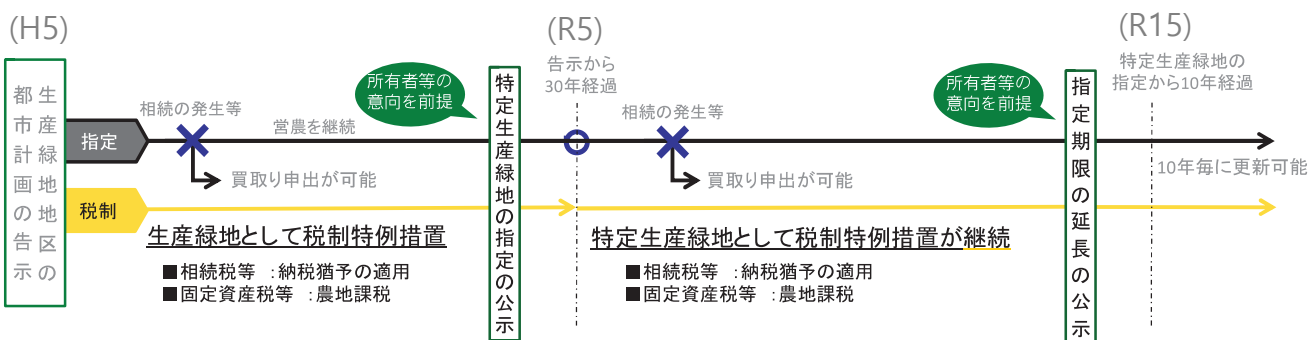 (H5)
生産緑地地区の
都市計画の告示
指定
税制
相続の発生等
買取り申出が可能
営農を継続
所有者等の
意向を前提
特定生産緑地の指定の公示
(R5)
告示から
30年経過
相続の発生等
買取り申出が可能
所有者等の
意向を前提
指定期限の延長の公示
(R15)
特定生産緑地の
指定から10年経過
10年毎に更新可能
生産緑地として税制特例措置
■相続税等 :納税猶予の適用
■固定資産税等 :農地課税
特定生産緑地として税制特例措置が継続
■相続税等 :納税猶予の適用
■固定資産税等 :農地課税